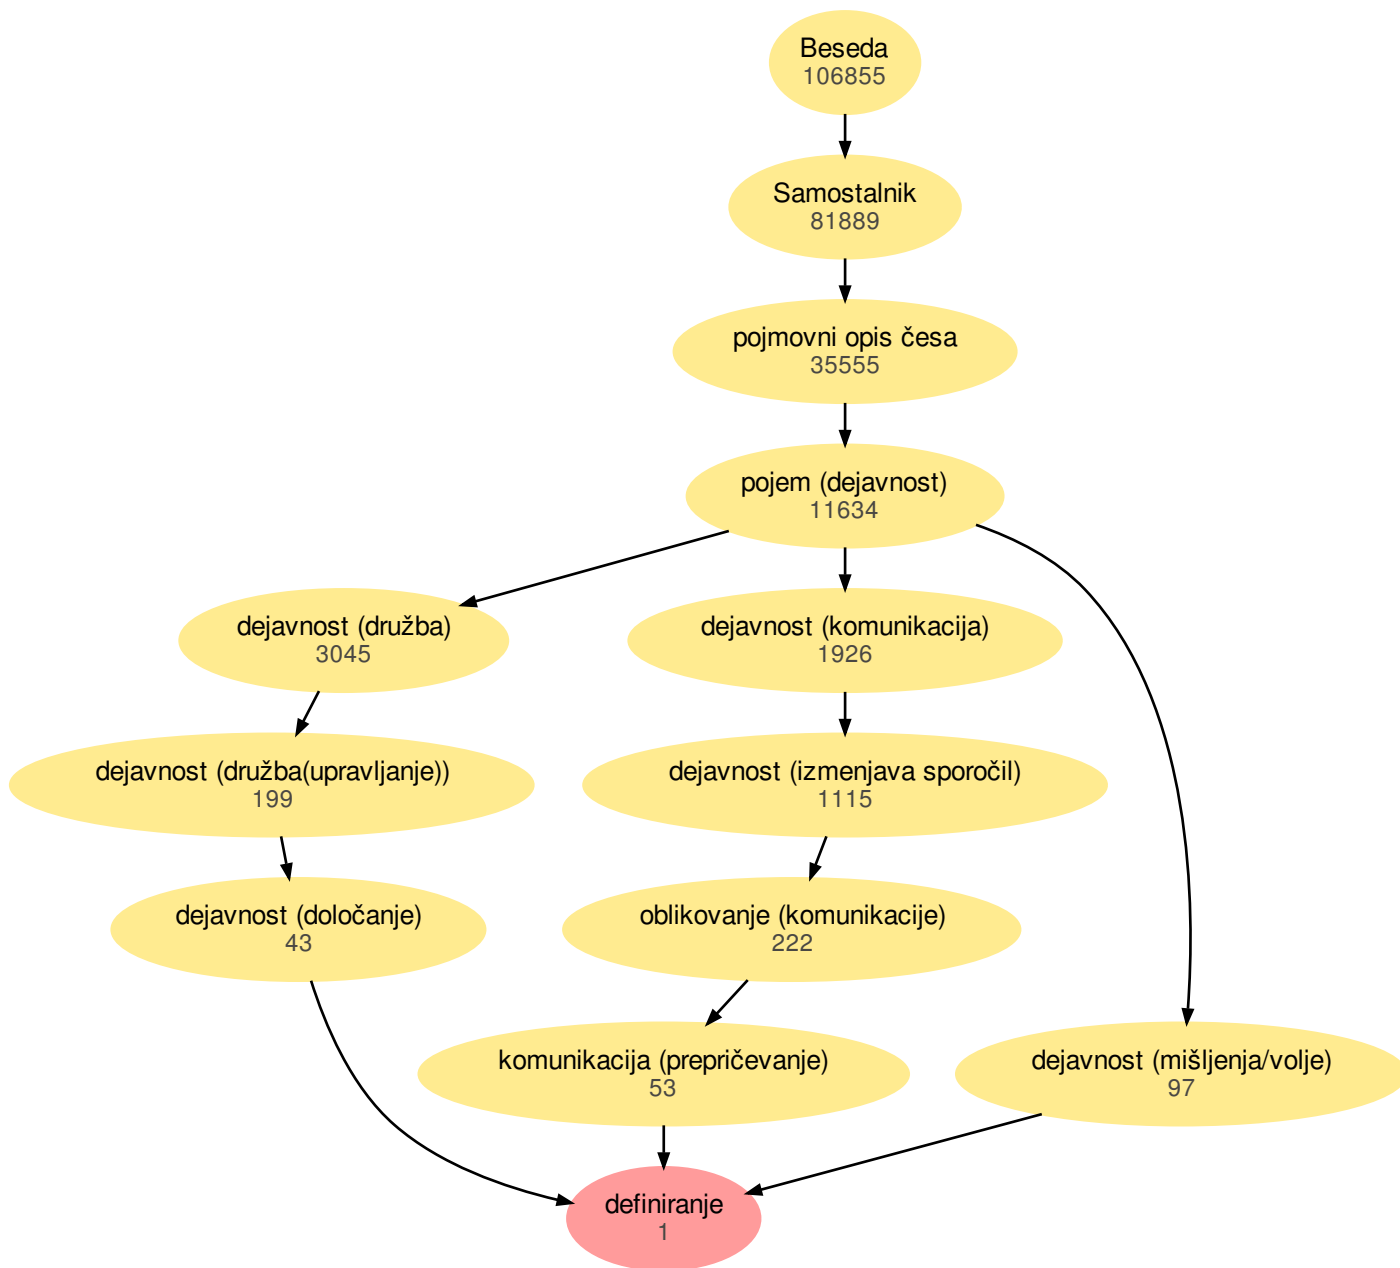 Beseda
106855
Samostalnik
81889
pojmovni opis česa
35555
pojem (dejavnost)
11634
dejavnost (družba)
3045
dejavnost (komunikacija)
1926
dejavnost (družba(upravljanje))
199
dejavnost (izmenjava sporočil)
1115
dejavnost (določanje)
43
oblikovanje (komunikacije)
222
komunikacija (prepričevanje)
53
dejavnost (mišljenja/volje)
97
definiranje
1